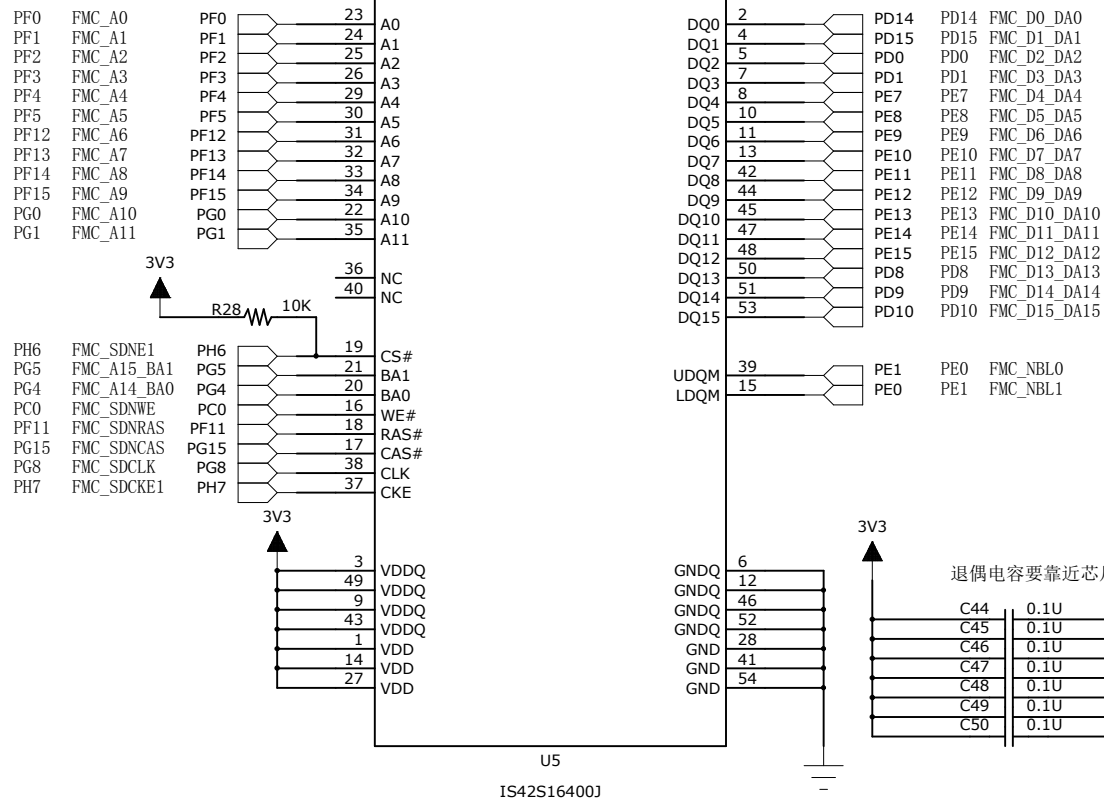 PF0 FMC_A0 PF0 23 A0 DQ0 2 PD14 PD14 FMC_D0_DA0
PF1 FMC_A1 PF1 24 A1 DQ1 4 PD15 PD15 FMC_D1_DA1
PF2 FMC_A2 PF2 25 A2 DQ2 5 PD0 PD0 FMC_D2_DA2
PF3 FMC_A3 PF3 26 A3 DQ3 7 PD1 PD1 FMC_D3_DA3
PF4 FMC_A4 PF4 29 A4 DQ4 8 PE7 PE7 FMC_D4_DA4
PF5 FMC_A5 PF5 30 A5 DQ5 10 PE8 PE8 FMC_D5_DA5
PF12 FMC_A6 PF12 31 A6 DQ6 11 PE9 PE9 FMC_D6_DA6
PF13 FMC_A7 PF13 32 A7 DQ7 13 PE10 PE10 FMC_D7_DA7
PF14 FMC_A8 PF14 33 A8 DQ8 42 PE11 PE11 FMC_D8_DA8
PF15 FMC_A9 PF15 34 A9 DQ9 44 PE12 PE12 FMC_D9_DA9
PG0 FMC_A10 PG0 22 A10 DQ10 45 PE13 PE13 FMC_D10_DA10
PG1 FMC_A11 PG1 35 A11 DQ11 47 PE14 PE14 FMC_D11_DA11
DQ12 48 PE15 PE15 FMC_D12_DA12
3V3 36 NC DQ13 50 PD8 PD8 FMC_D13_DA13
40 NC DQ14 51 PD9 PD9 FMC_D14_DA14
R28 10K DQ15 53 PD10 PD10 FMC_D15_DA15
PH6 FMC_SDNE1 PH6 19 CS#
PG5 FMC_A15_BA1 PG5 21 BA1 UDQM 39 PE1 PE0 FMC_NBL0
PG4 FMC_A14_BA0 PG4 20 BA0 LDQM 15 PE0 PE1 FMC_NBL1
PC0 FMC_SDNWE PC0 16 WE#
PF11 FMC_SDNRAS PF11 18 RAS#
PG15 FMC_SDNCAS PG15 17 CAS#
PG8 FMC_SDCLK PG8 38 CLK
PH7 FMC_SDCKE1 PH7 37 CKE
3V3 3V3
3 VDDQ GNDQ 6
退偶电容要靠近芯
49 VDDQ GNDQ 12
9 VDDQ GNDQ 46 C44 0.1U
43 VDDQ GNDQ 52 C45 0.1U
1 VDD GND 28 C46 0.1U
14 VDD GND 41 C47 0.1U
27 VDD GND 54 C48 0.1U
C49 0.1U
C50 0.1U
U5
IS42S16400J